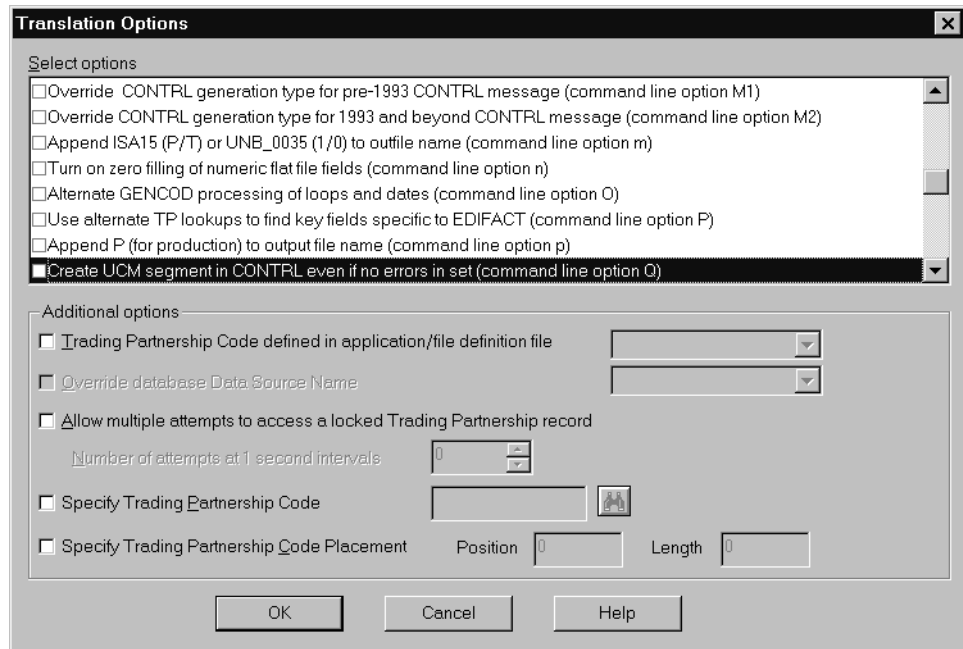 Translation Options
Select options
Override CONTRL generation type for pre-1993 CONTRL message (command line option M1)
Override CONTRL generation type for 1993 and beyond CONTRL message (command line option M2)
Append ISA15 (P/T) or UNB_0035 (1/0) to outfile name (command line option m)
Turn on zero filling of numeric flat file fields (command line option n)
Alternate GENCOD processing of loops and dates (command line option O)
Use alternate TP lookups to find key fields specific to EDIFACT (command line option P)
Append P (for production) to output file name (command line option p)
Create UCM segment in CONTRL even if no errors in set (command line option Q)
Additional options
Trading Partnership Code defined in application/file definition file
Override database Data Source Name
Allow multiple attempts to access a locked Trading Partnership record
Number of attempts at 1 second intervals 0
Specify Trading Partnership Code
Specify Trading Partnership Code Placement Position 0 Length 0
OK Cancel Help